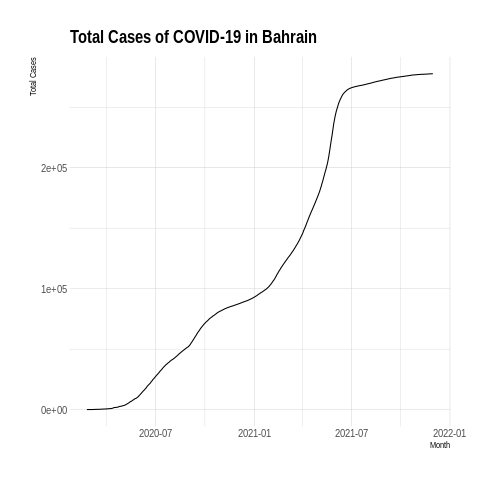 Total Cases of COVID-19 in Bahrain
Total Cases
2e+05
1e+05
0e+00
2020-07 2021-01 2021-07 2022-01
Month